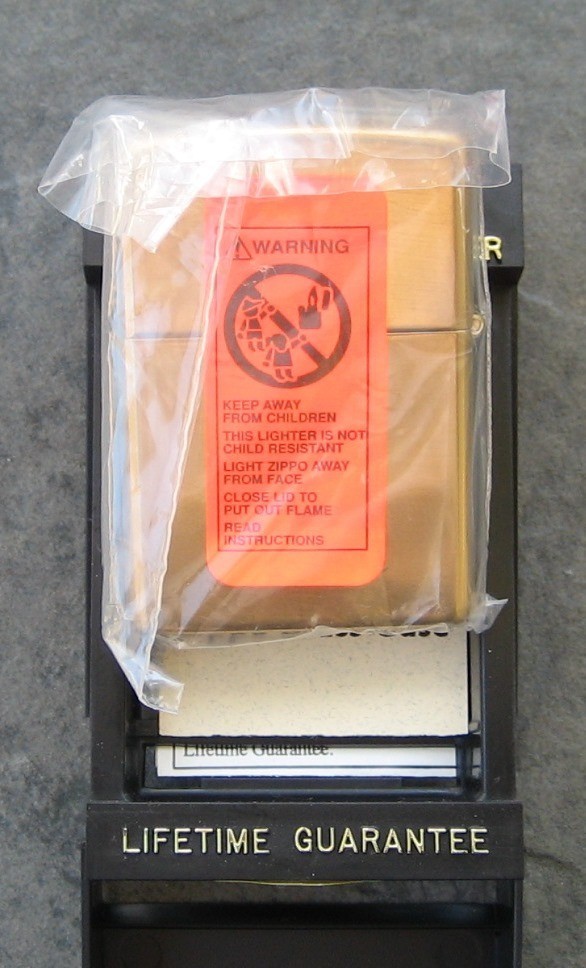 WARNING
R
KEEP AWAY
FROM CHILDREN
THIS LIGHTER IS NOT
CHILD RESISTANT
LIGHT ZIPPO AWAY
FROM FACE
CLOSE LID TO
PUT OUT FLAME
READ
INSTRUCTIONS
Lifetime Guarantee.
LIFETIME GUARANTEE